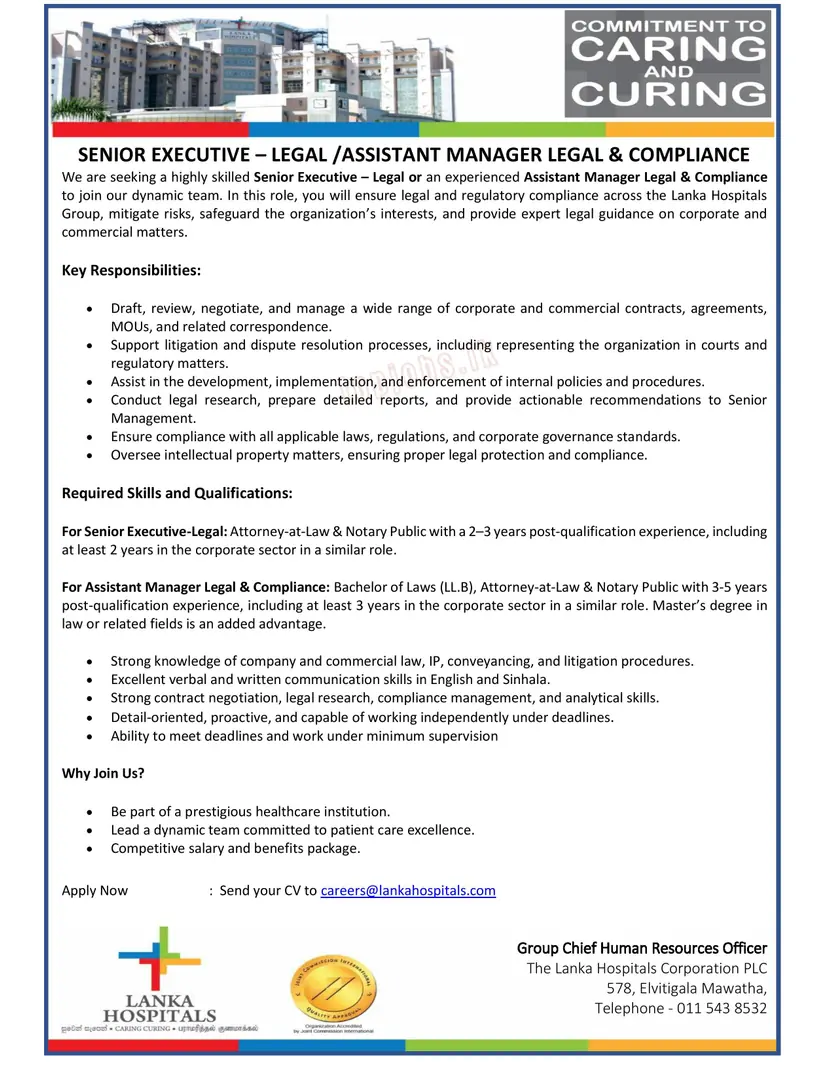 LANKA HOSPITALS
COMMITMENT TO
CARING
AND
CURING
SENIOR EXECUTIVE – LEGAL /ASSISTANT MANAGER LEGAL & COMPLIANCE
We are seeking a highly skilled Senior Executive – Legal or an experienced Assistant Manager Legal & Compliance
to join our dynamic team. In this role, you will ensure legal and regulatory compliance across the Lanka Hospitals
Group, mitigate risks, safeguard the organization’s interests, and provide expert legal guidance on corporate and
commercial matters.
Key Responsibilities:
• Draft, review, negotiate, and manage a wide range of corporate and commercial contracts, agreements,
MOUs, and related correspondence.
• Support litigation and dispute resolution processes, including representing the organization in courts and
regulatory matters.
• Assist in the development, implementation, and enforcement of internal policies and procedures.
• Conduct legal research, prepare detailed reports, and provide actionable recommendations to Senior
Management.
• Ensure compliance with all applicable laws, regulations, and corporate governance standards.
• Oversee intellectual property matters, ensuring proper legal protection and compliance.
Required Skills and Qualifications:
For Senior Executive-Legal: Attorney-at-Law & Notary Public with a 2–3 years post-qualification experience, including
at least 2 years in the corporate sector in a similar role.
For Assistant Manager Legal & Compliance: Bachelor of Laws (LL.B), Attorney-at-Law & Notary Public with 3-5 years
post-qualification experience, including at least 3 years in the corporate sector in a similar role. Master’s degree in
law or related fields is an added advantage.
• Strong knowledge of company and commercial law, IP, conveyancing, and litigation procedures.
• Excellent verbal and written communication skills in English and Sinhala.
• Strong contract negotiation, legal research, compliance management, and analytical skills.
• Detail-oriented, proactive, and capable of working independently under deadlines.
• Ability to meet deadlines and work under minimum supervision
Why Join Us?
• Be part of a prestigious healthcare institution.
• Lead a dynamic team committed to patient care excellence.
• Competitive salary and benefits package.
Apply Now : Send your CV to careers@lankahospitals.com
LANKA
HOSPITALS
සුවෙන් සැපතේ • CARING CURING • பராமரித்தல் குணமாக்கல்
JOINT COMMISSION INTERNATIONAL
QUALITY APPROVAL
Organization Accredited
by Joint Commission International
Group Chief Human Resources Officer
The Lanka Hospitals Corporation PLC
578, Elvitigala Mawatha,
Telephone - 011 543 8532